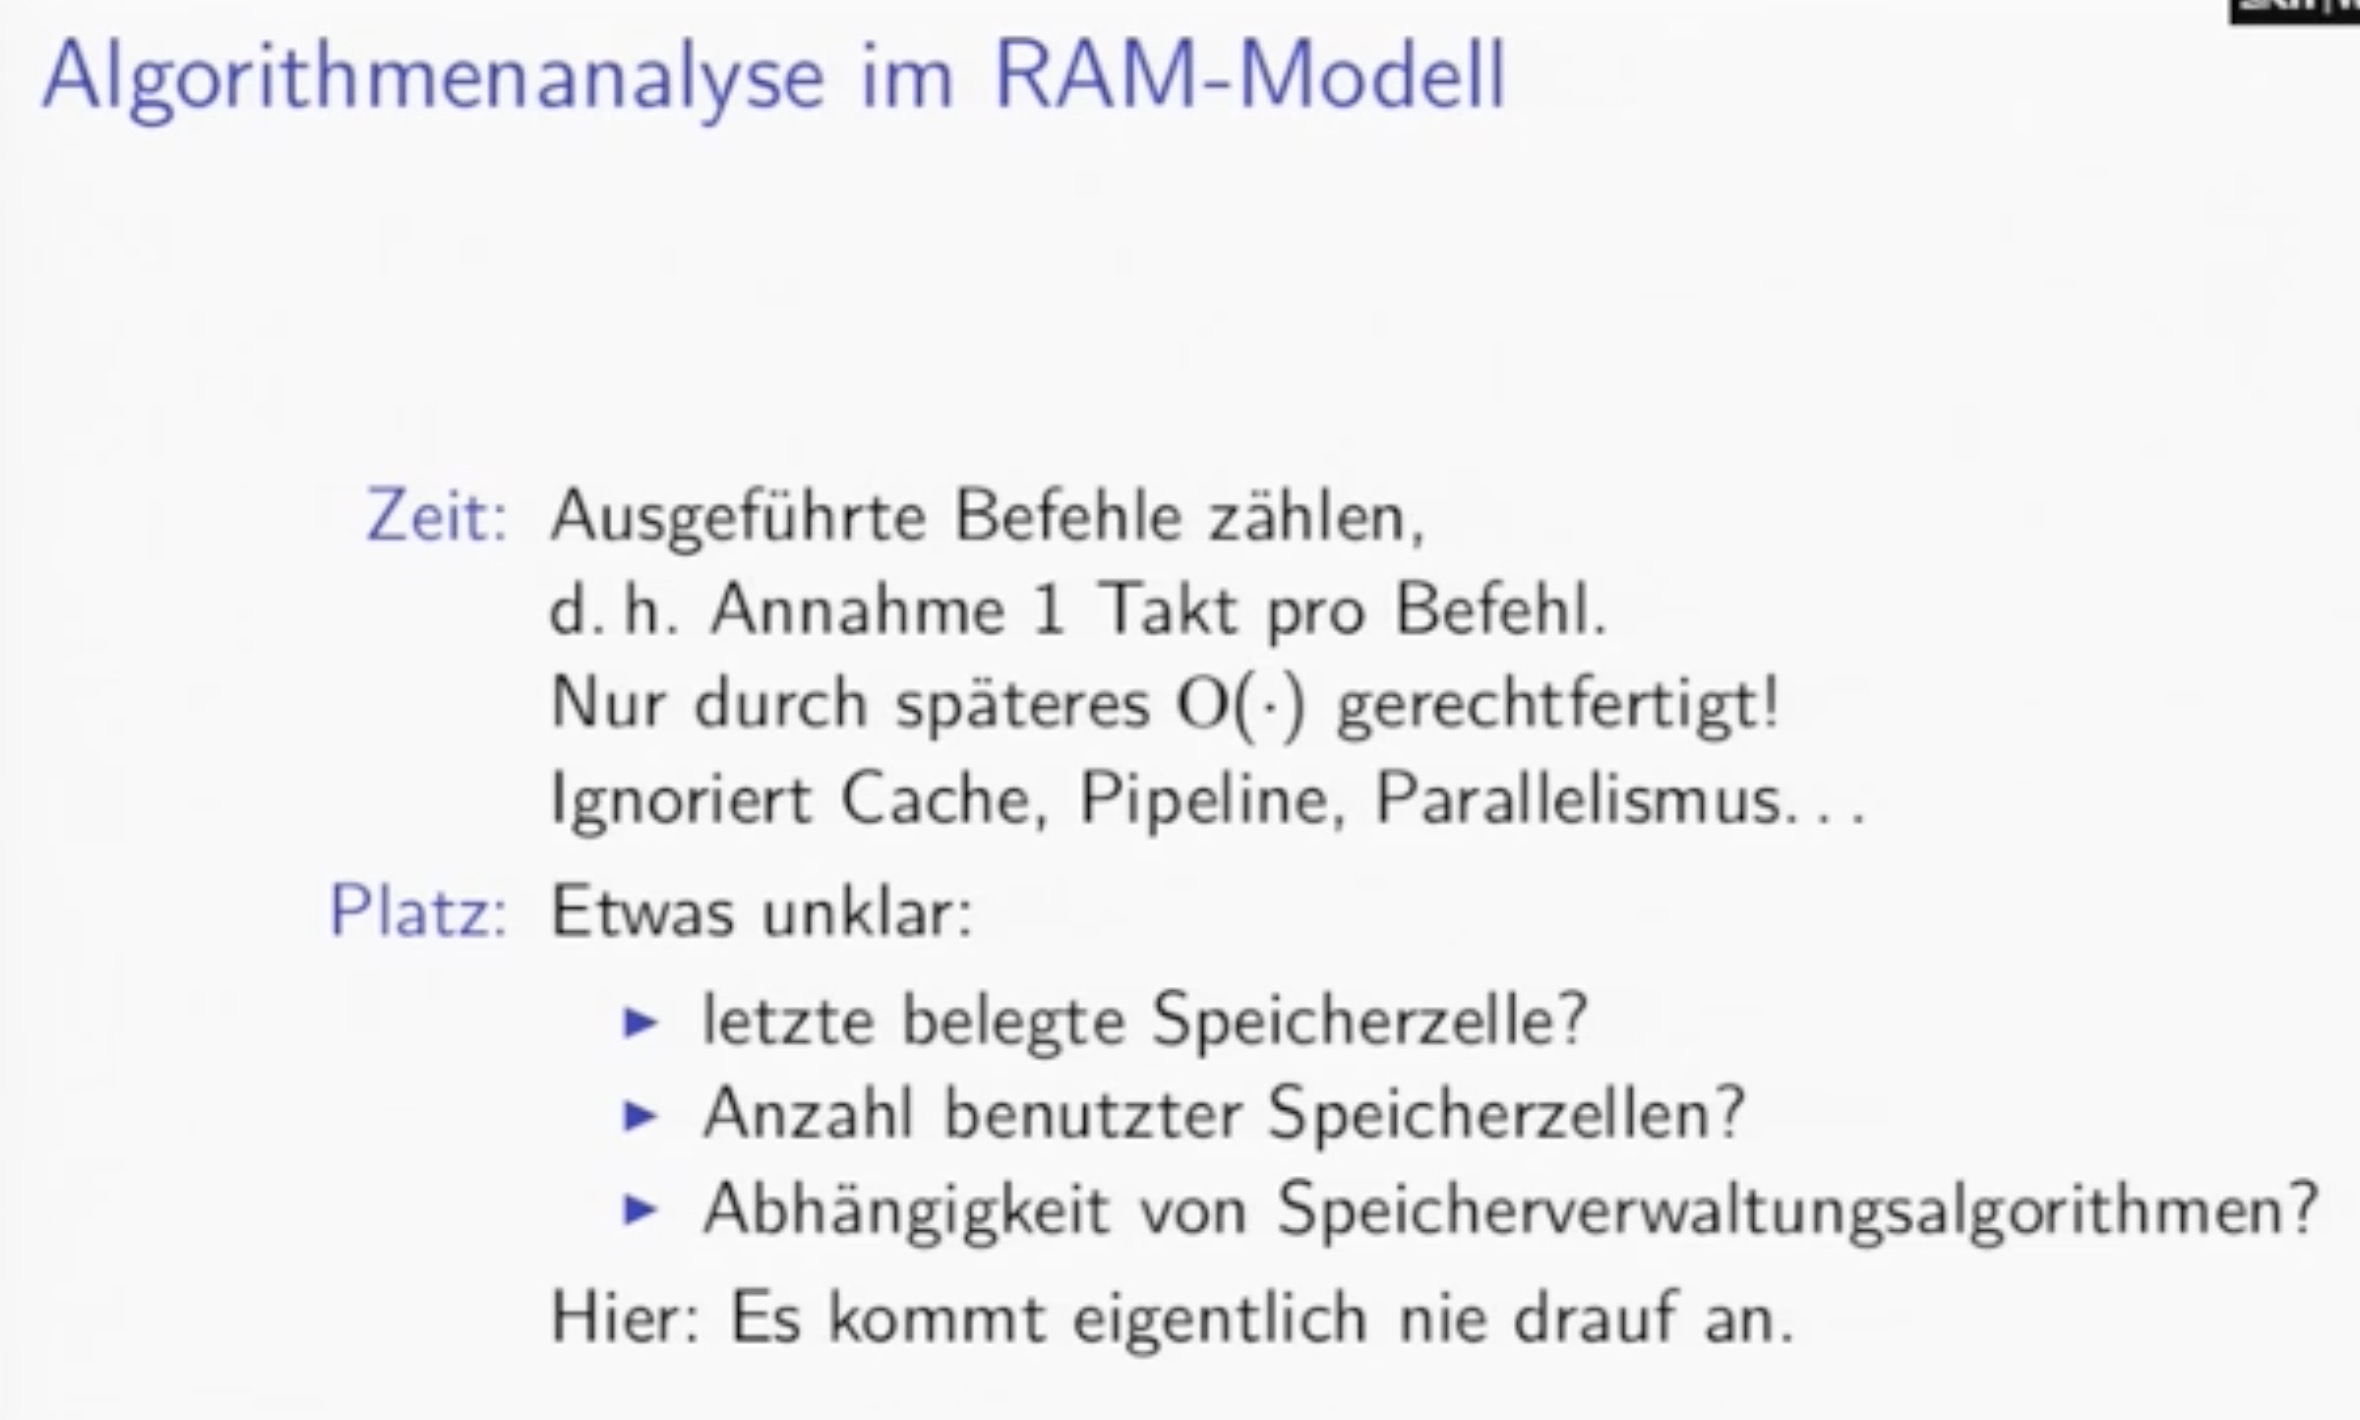 Algorithmenanalyse im RAM-Modell
Zeit: Ausgeführte Befehle zählen,
d. h. Annahme 1 Takt pro Befehl.
Nur durch späteres O(·) gerechtfertigt!
Ignoriert Cache, Pipeline, Parallelismus...
Platz: Etwas unklar:
▶ letzte belegte Speicherzelle?
▶ Anzahl benutzter Speicherzellen?
▶ Abhängigkeit von Speicherverwaltungsalgorithmen?
Hier: Es kommt eigentlich nie drauf an.